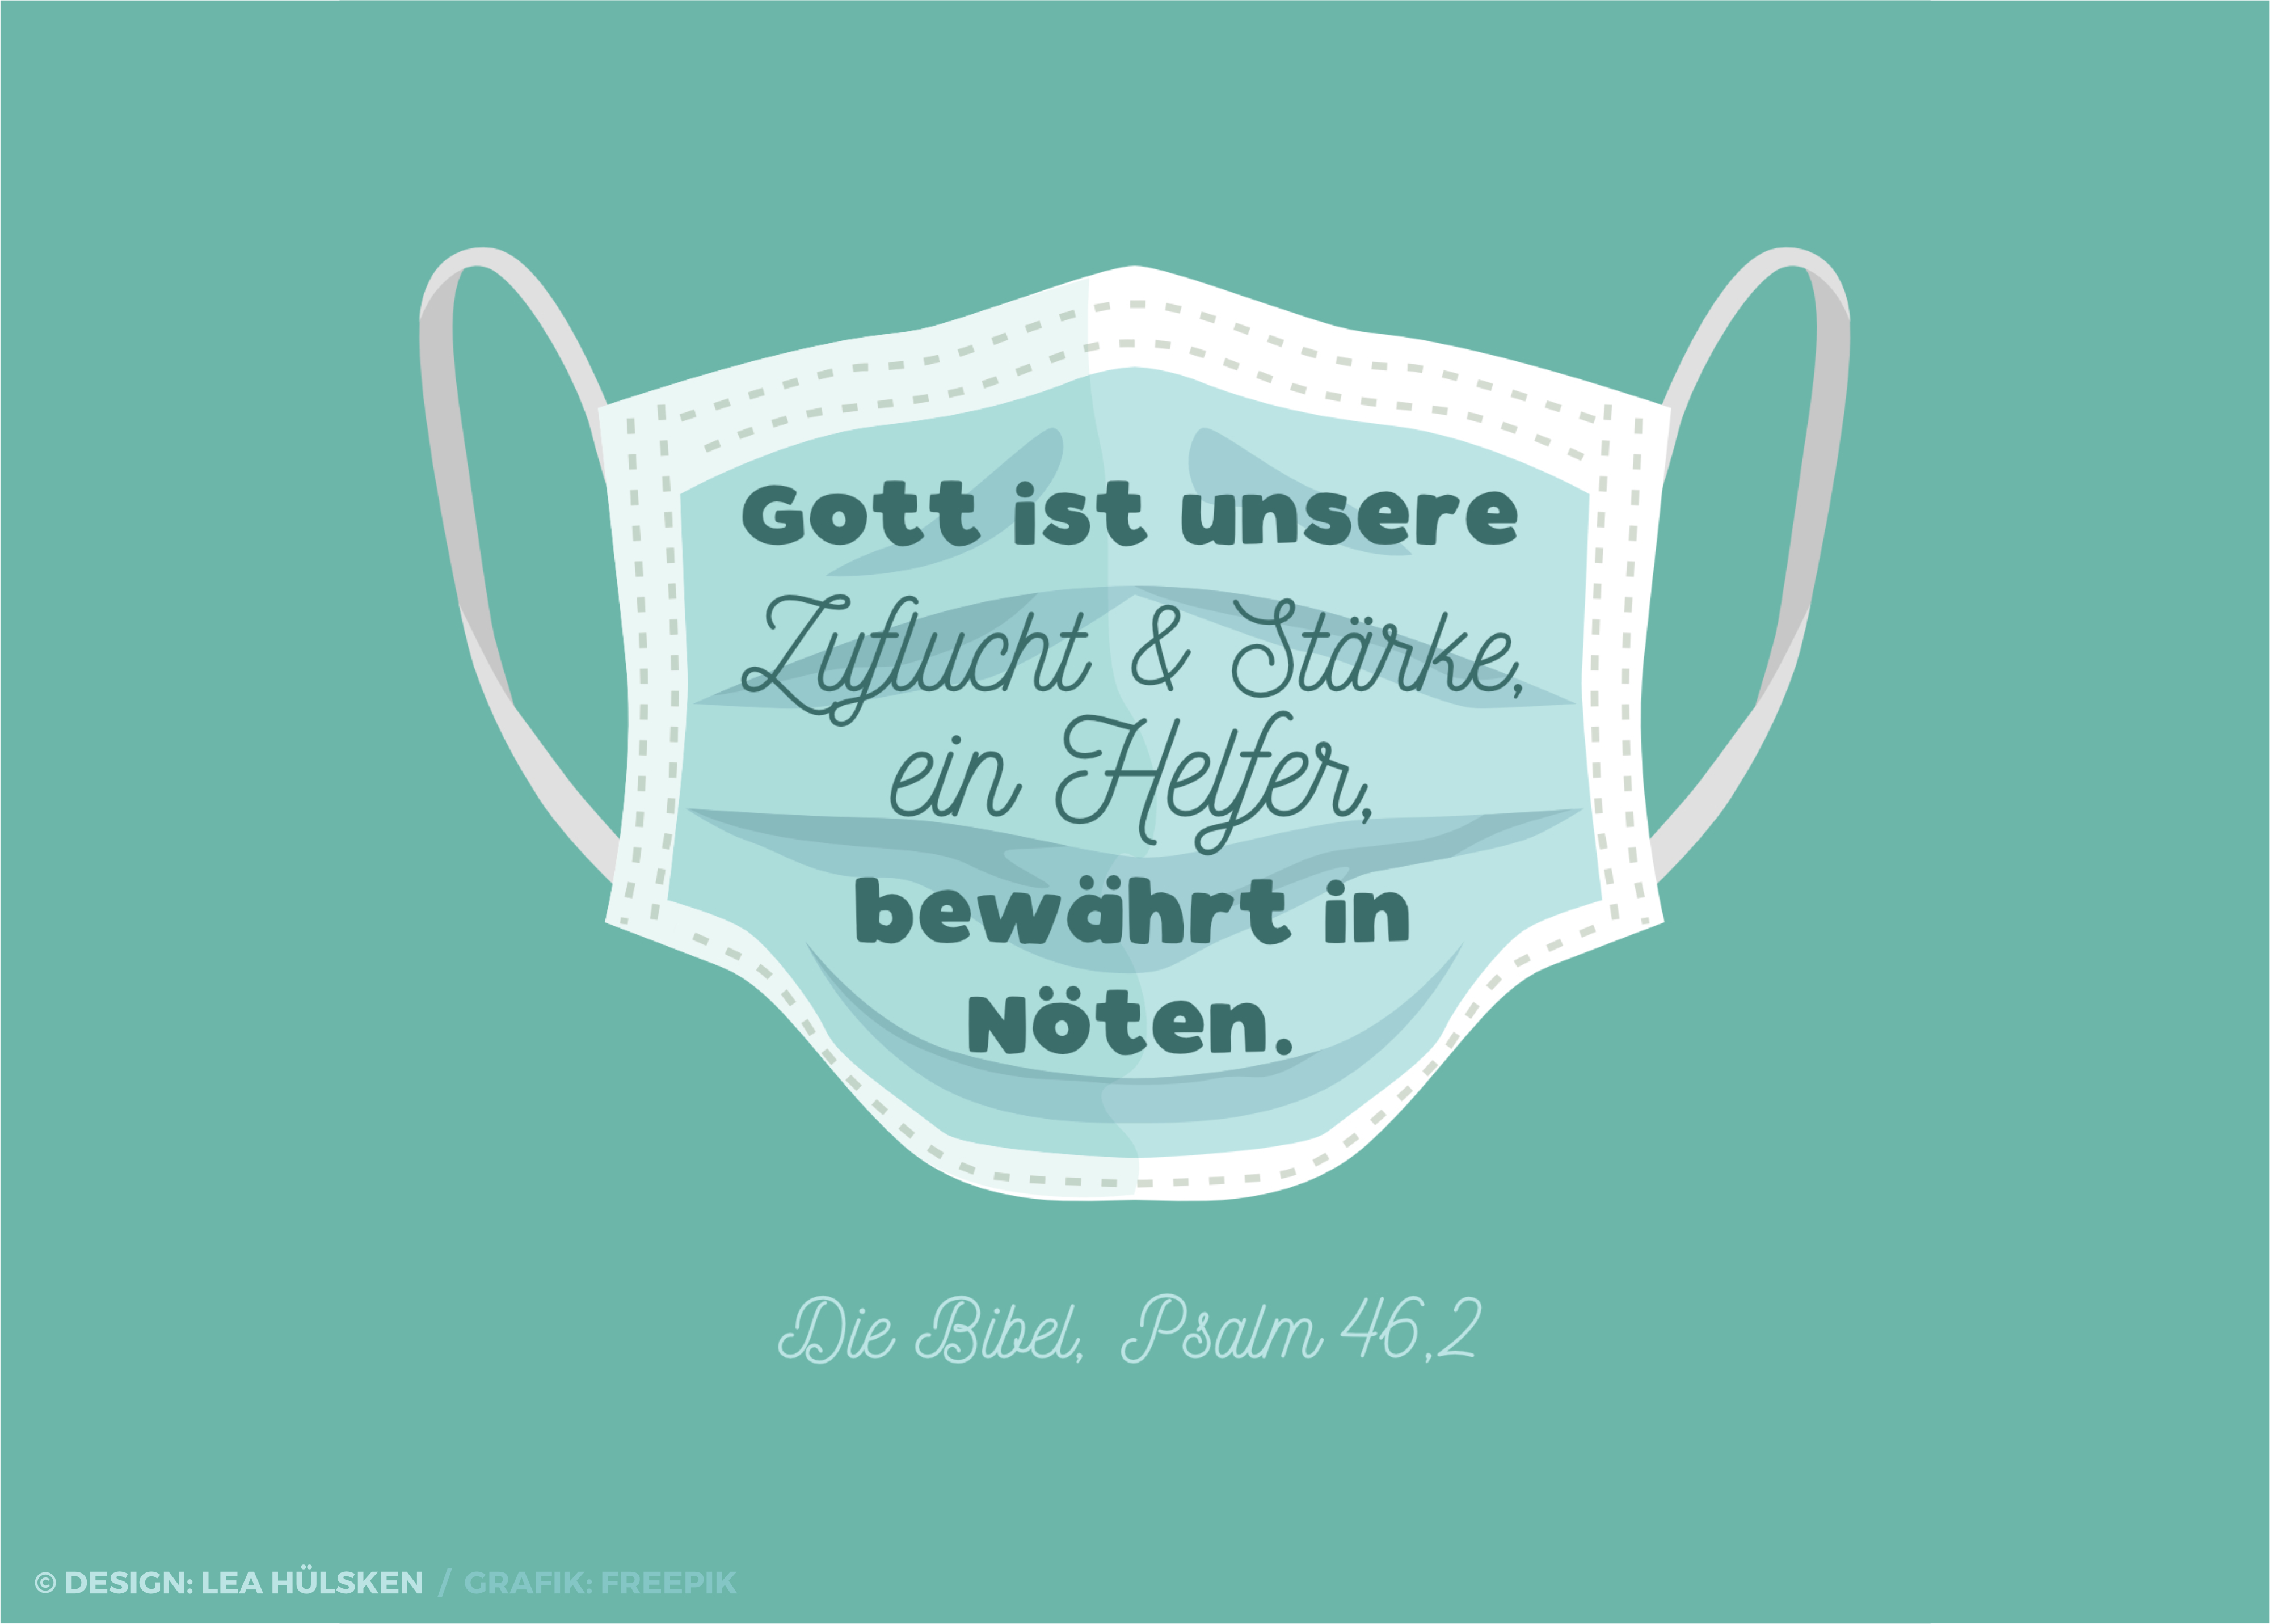 Gott ist unsere
Zuflucht & Stärke,
ein Helfer,
bewährt in
Nöten.
Die Bibel, Psalm 46,2
© DESIGN: LEA HÜLSKEN / GRAFIK: FREEPIK